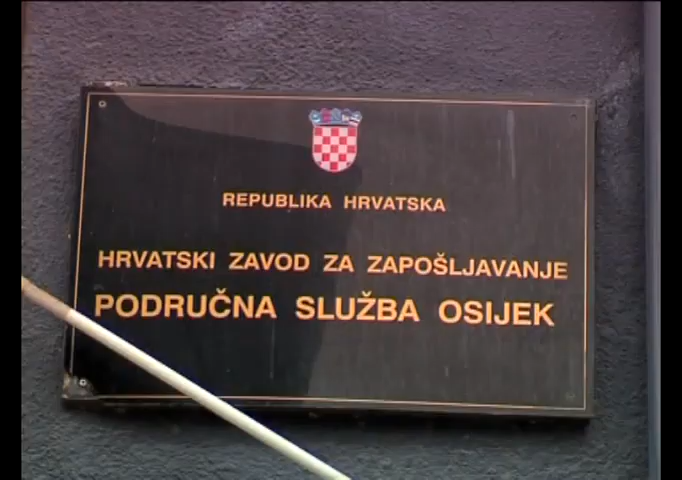 REPUBLIKA HRVATSKA
HRVATSKI ZAVOD ZA ZAPOŠLJAVANJE
PODRUČNA SLUŽBA OSIJEK